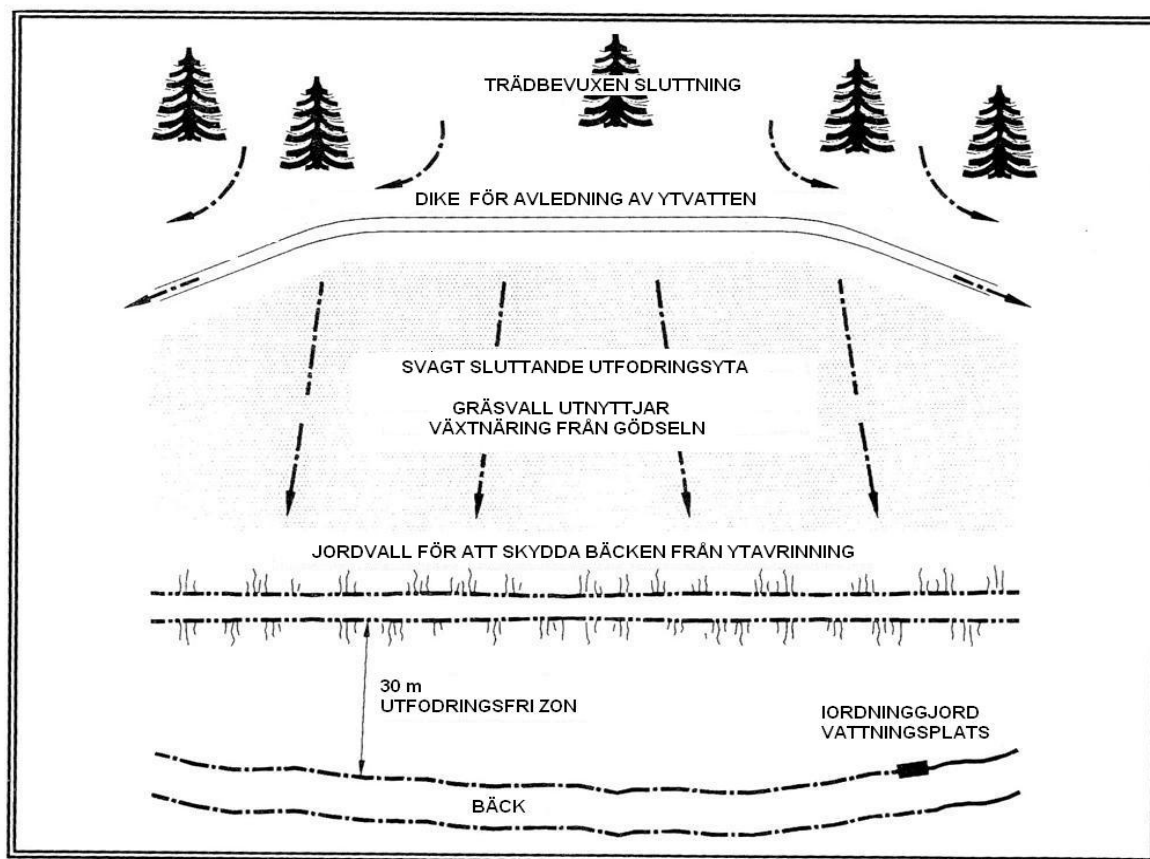 TRÄDBEVUXEN SLUTTNING
DIKE FÖR AVLEDNING AV YTVATTEN
SVAGT SLUTTANDE UTFODRINGSYTA
GRÄSVALL UTNYTTJAR
VÄXTNÄRING FRÅN GÖDSELN
JORDVALL FÖR ATT SKYDDA BÄCKEN FRÅN YTAVRINNING
30 m
UTFODRINGSFRI ZON
IORDNINGGJORD
VATTNINGSPLATS
BÄCK